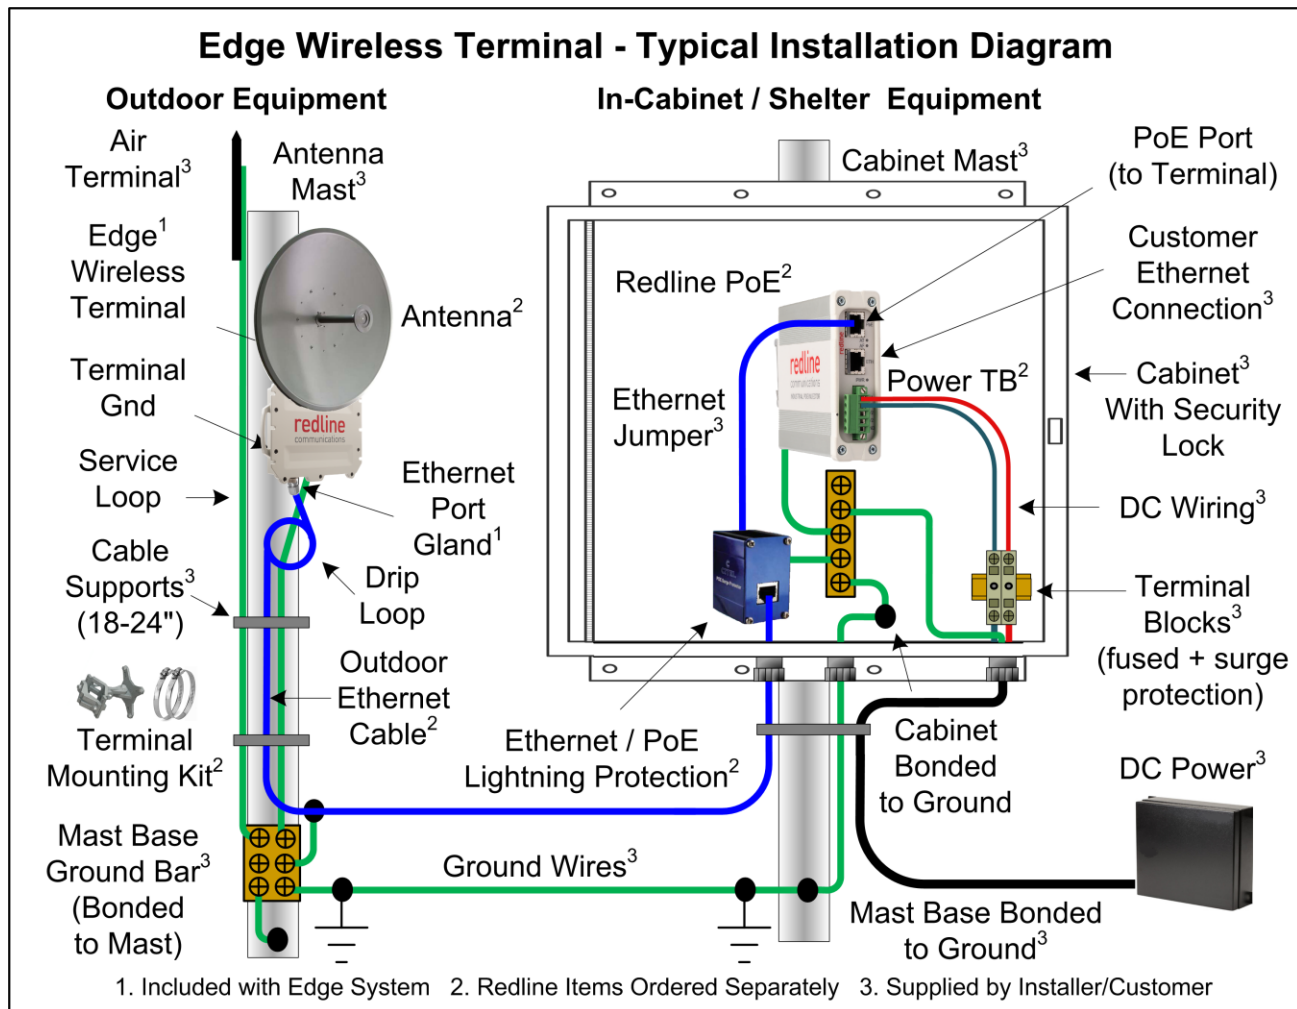 Edge Wireless Terminal - Typical Installation Diagram
Outdoor Equipment
In-Cabinet / Shelter Equipment
Air
Terminal³
Antenna
Mast³
Edge¹
Wireless
Terminal
Antenna²
Terminal
Gnd
redline
communications
Service
Loop
Ethernet
Port
Gland¹
Cable
Supports³
(18-24")
Drip
Loop
Outdoor
Ethernet
Cable²
Terminal
Mounting Kit²
Mast Base
Ground Bar³
(Bonded
to Mast)
Ground Wires³
Cabinet Mast³
PoE Port
(to Terminal)
Redline PoE²
Customer
Ethernet
Connection³
redline
communications
Power TB²
Ethernet
Jumper³
Cabinet³
With Security
Lock
DC Wiring³
Terminal
Blocks³
(fused + surge
protection)
Ethernet / PoE
Lightning Protection²
Cabinet
Bonded
to Ground
DC Power³
Mast Base Bonded
to Ground³
1. Included with Edge System 2. Redline Items Ordered Separately 3. Supplied by Installer/Customer